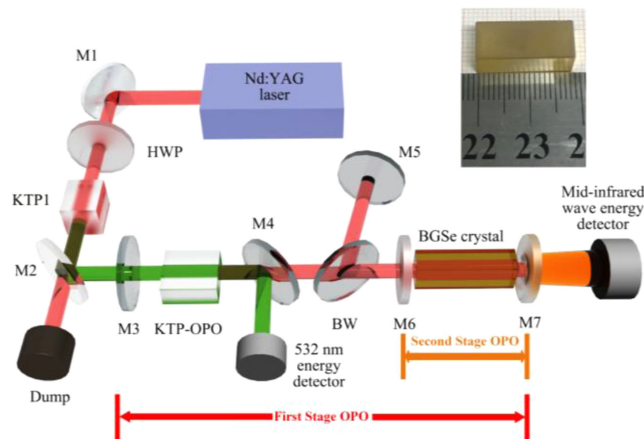 M1
Nd:YAG
laser
HWP
M5
22 23 2
KTP1
M4
Mid-infrared
wave energy
detector
BGSe crystal
M2
M3
KTP-OPO
BW
M6
M7
532 nm
energy
detector
Second Stage OPO
Dump
First Stage OPO